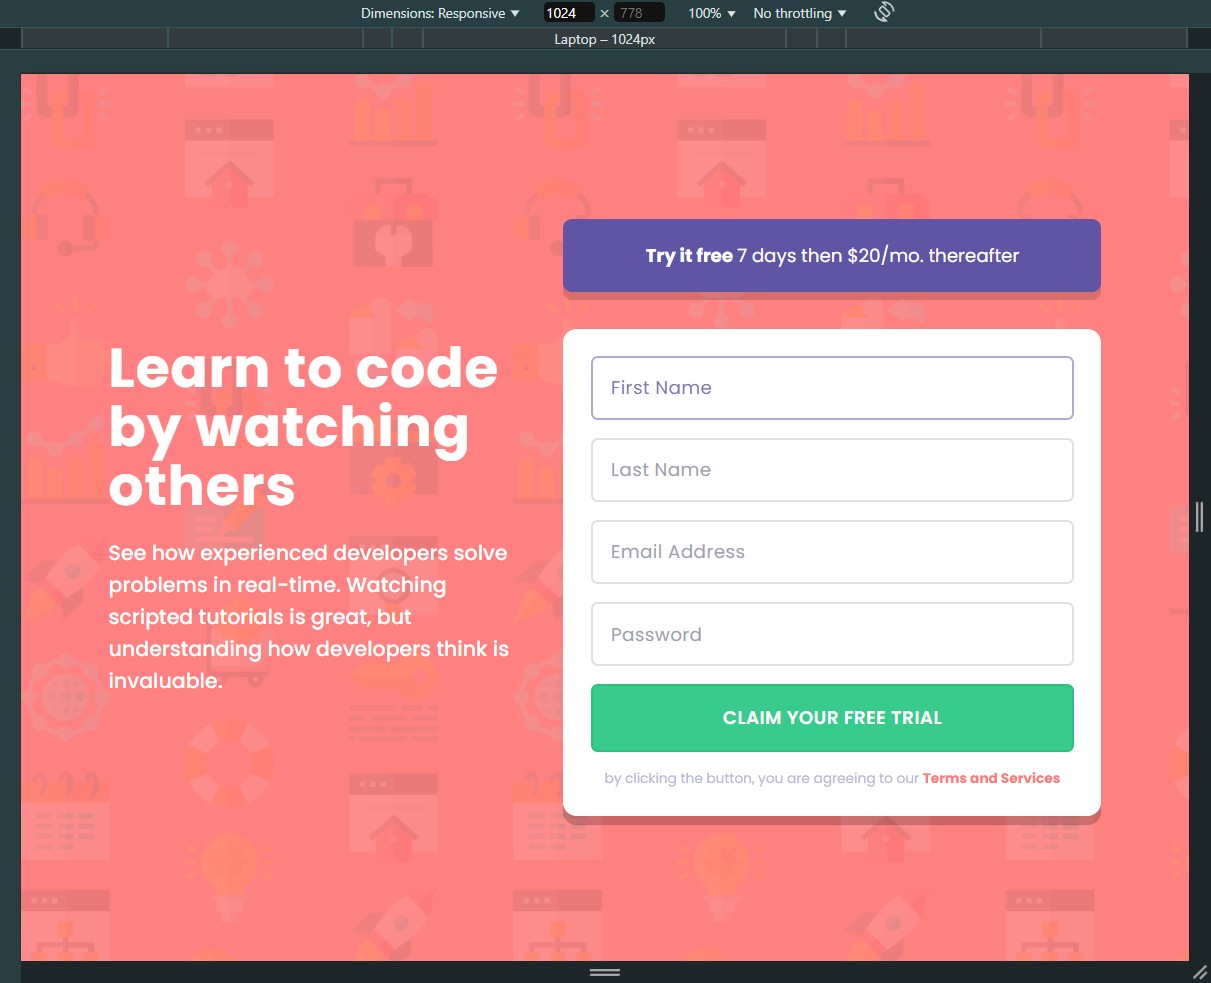 Dimensions: Responsive 1024 × 778 100% No throttling
Laptop – 1024px
Try it free 7 days then $20/mo. thereafter
Learn to code
by watching
others
See how experienced developers solve
problems in real-time. Watching
scripted tutorials is great, but
understanding how developers think is
invaluable.
First Name
Last Name
Email Address
Password
CLAIM YOUR FREE TRIAL
by clicking the button, you are agreeing to our Terms and Services